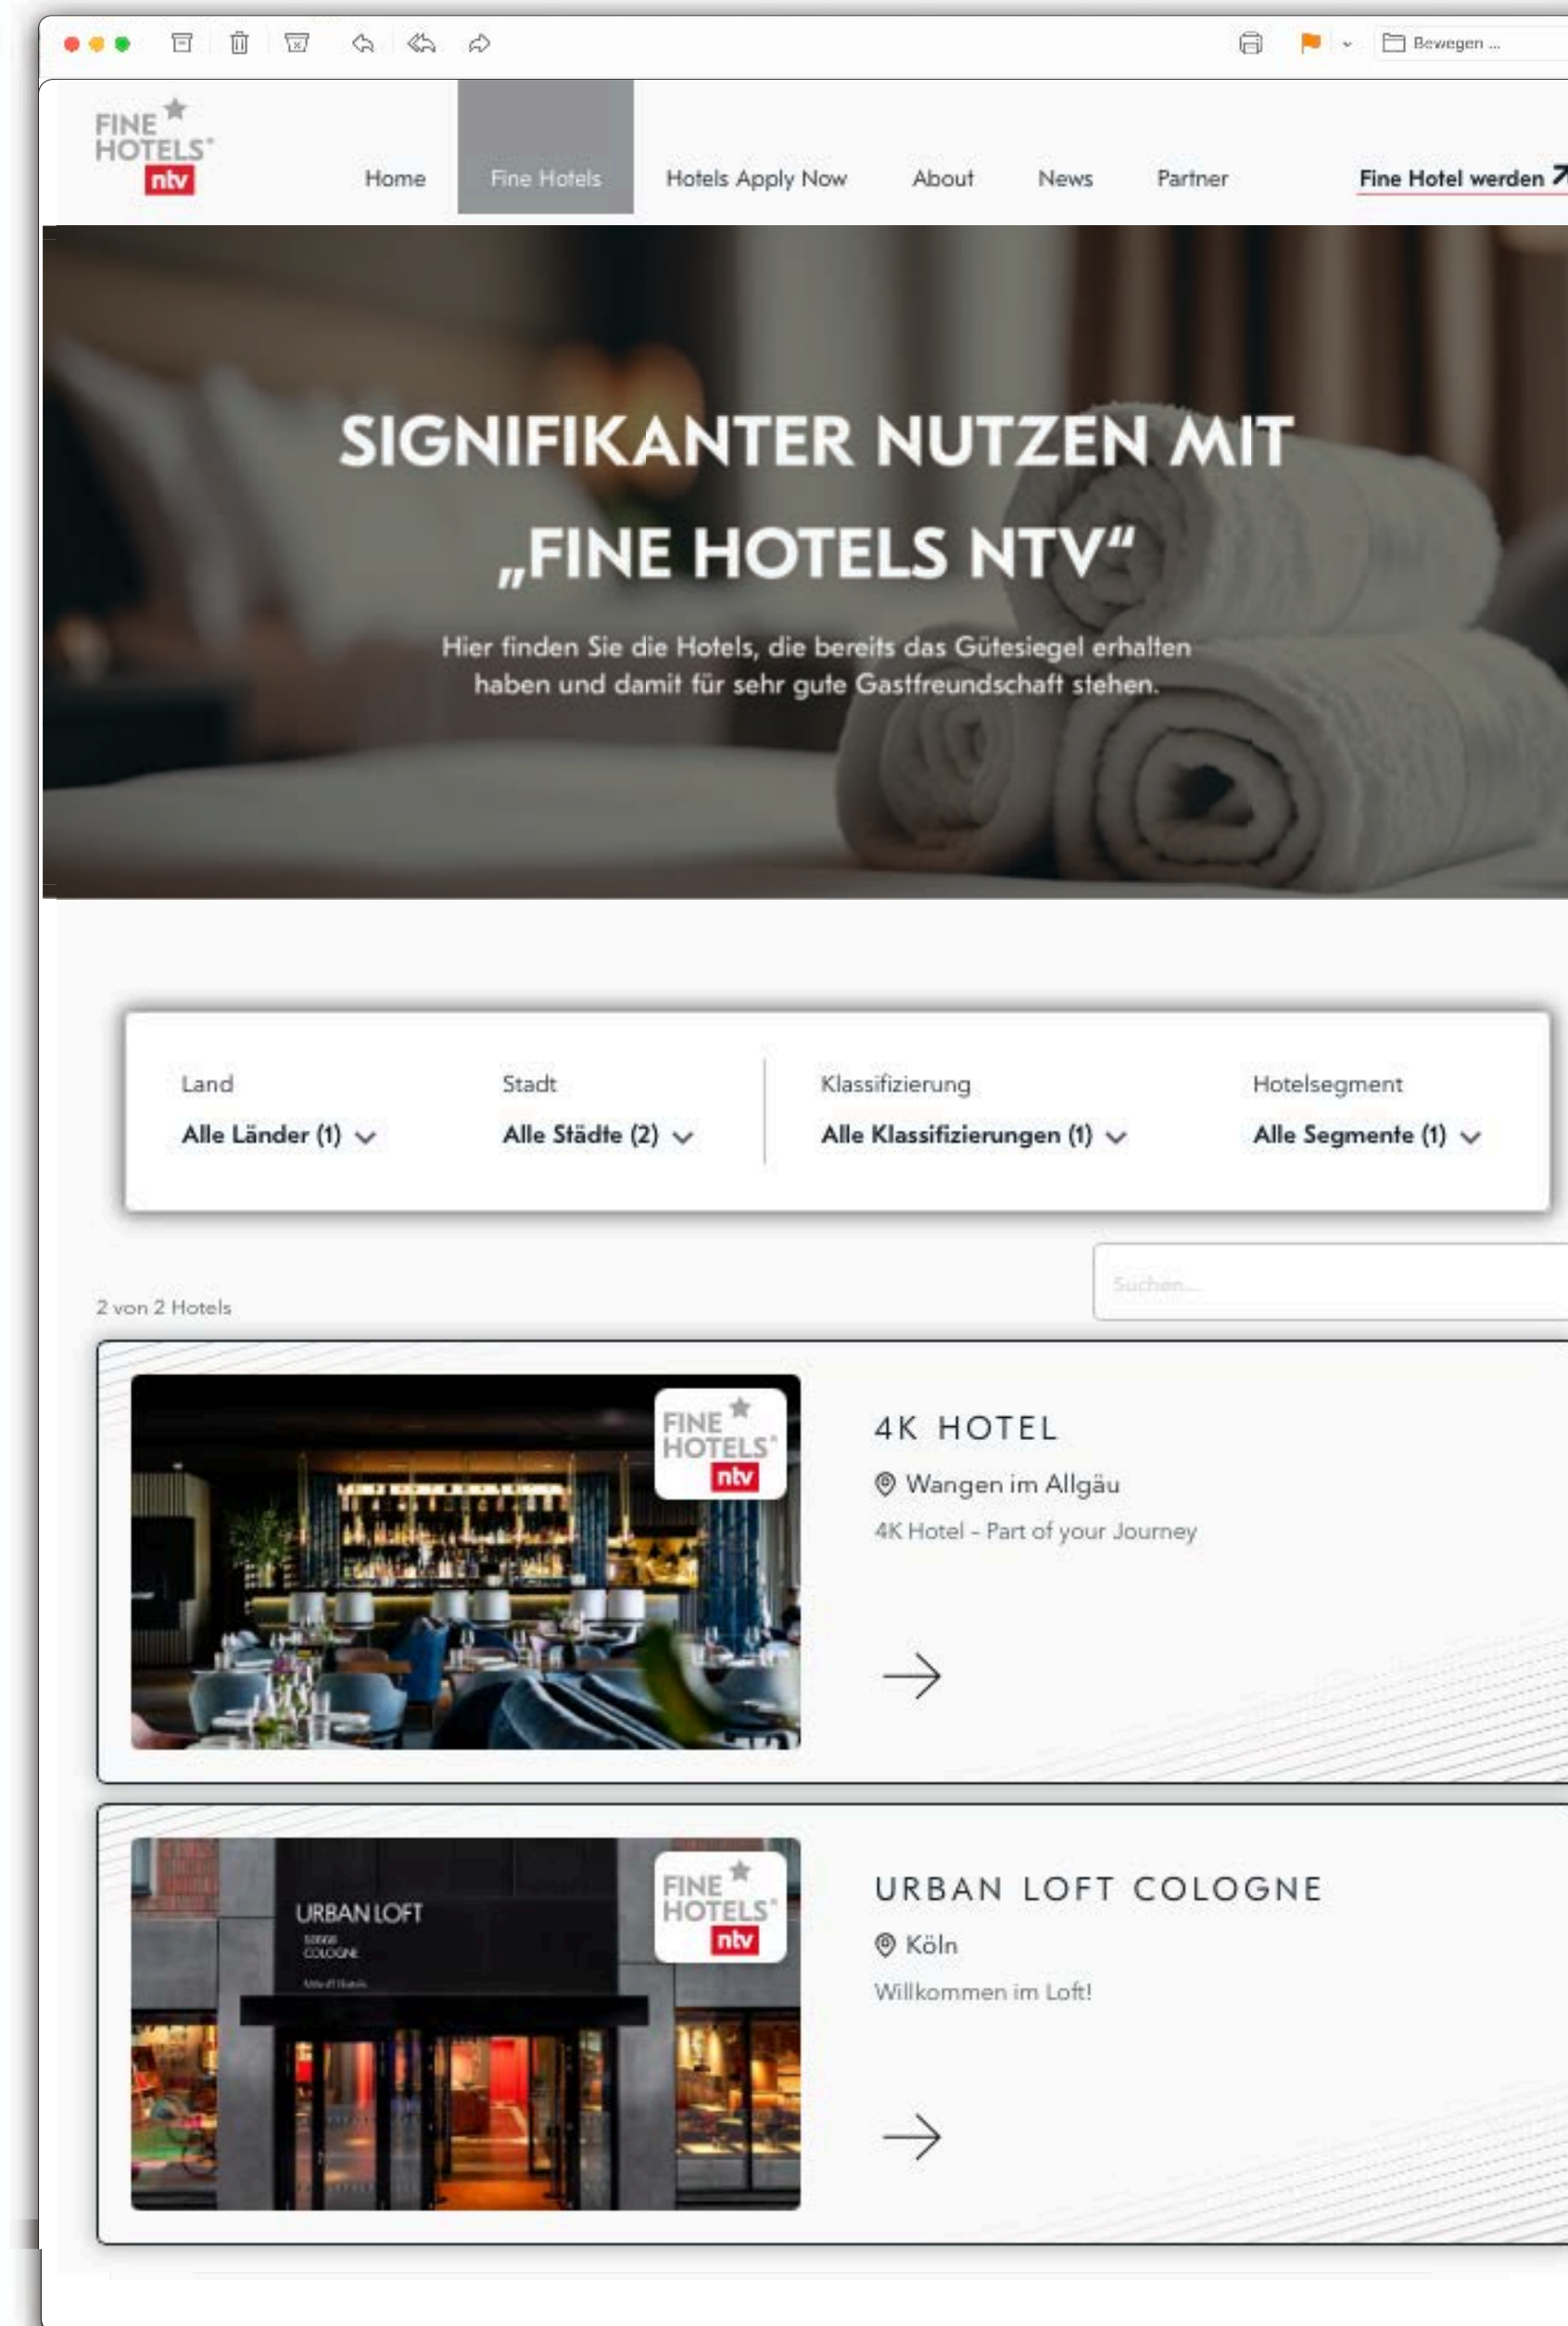 Bewegen ...
FINE
HOTELS®
ntv
Home
Fine Hotels
Hotels Apply Now
About
News
Partner
Fine Hotel werden
SIGNIFIKANTER NUTZEN MIT
„FINE HOTELS NTV“
Hier finden Sie die Hotels, die bereits das Gütesiegel erhalten
haben und damit für sehr gute Gastfreundschaft stehen.
Land
Stadt
Klassifizierung
Hotelsegment
Alle Länder (1)
Alle Städte (2)
Alle Klassifizierungen (1)
Alle Segmente (1)
Suchen...
2 von 2 Hotels
FINE
HOTELS®
ntv
4K HOTEL
Wangen im Allgäu
4K Hotel - Part of your Journey
URBAN LOFT
COLOGNE
FINE
HOTELS®
ntv
URBAN LOFT COLOGNE
Köln
Willkommen im Loft!